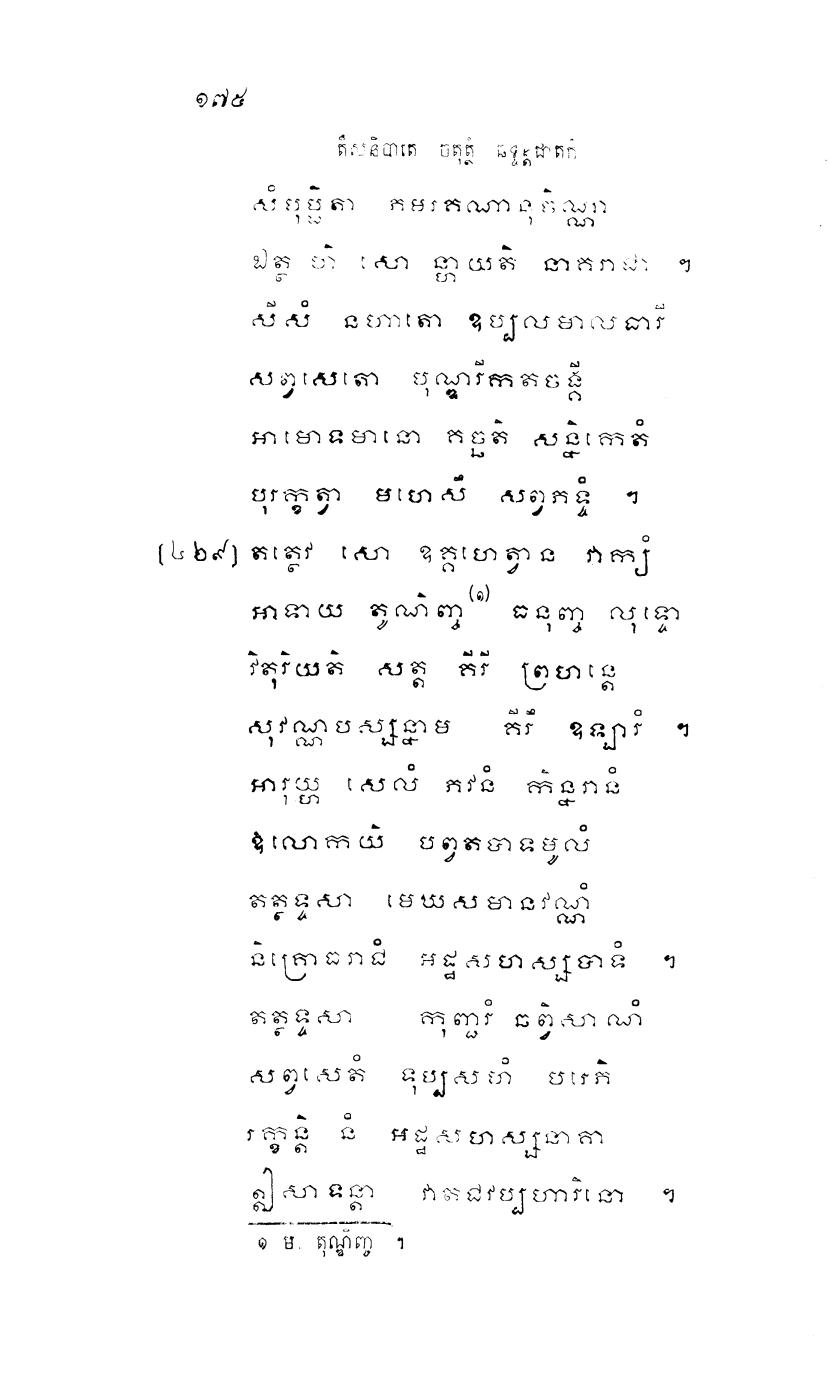 ១៧៥
តឹសនិបាតេ ចតុត្ថំ ឆទ្ទន្តជាតកំ
សំបុប្ផិតា ភមរគណានុកិណ្ណា
ឯត្ថ ហិ សោ ន្ហាយតិ នាគរាជា ។
សីសំ នហាតោ ឧប្បលមាលធារី
សព្វសេតោ បុណ្ឌរីកតចង្គី
អាមោទមានោ គច្ឆតិ សន្និកេតំ
បុរក្ខត្វា មហេសឹ សព្វភទ្ទំ ។
(៤២៩) តត្ថេវ សោ ឧគ្គហេត្វាន វាក្យំ
អាទាយ តូណិញ្ច(១) ធនុញ្ច លុទ្ទោ
វិតុរិយតិ សត្ត គិរី ព្រហន្តេ
សុវណ្ណបស្សន្នាម គិរឹ ឧឡារំ ។
អារុយ្ហ សេលំ ភវនំ កិន្នរានំ
ឱលោកយិ បព្វតបាទមូលំ
តត្ថទ្ទសា មេឃសមានវណ្ណំ
និគ្រោធរាជំ អដ្ឋសហស្សបាទំ ។
តត្ថទ្ទសា កុញ្ជរំ ឆព្វិសាណំ
សព្វសេតំ ទុប្បសហំ បរេភិ
រក្ខន្តិ នំ អដ្ឋសហស្សនាគា
ឦសាទន្តា វាតជវប្បហារិនោ ។
១ ម. តុណ្ឌិញ្ច ។